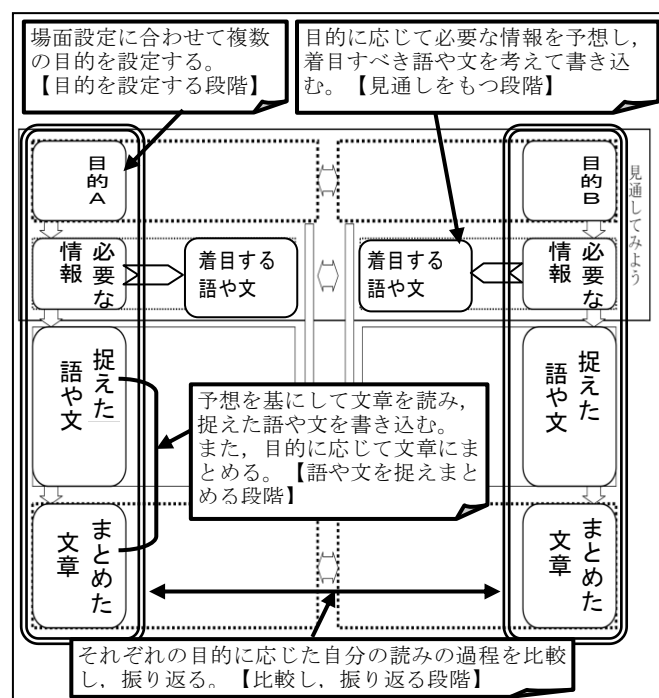 場面設定に合わせて複数
の目的を設定する。
【目的を設定する段階】
目的に応じて必要な情報を予想し，
着目すべき語や文を考えて書き込
む。【見通しをもつ段階】
目的A
目的B
見通してみよう
必要な
情報
着目する
語や文
着目する
語や文
必要な
情報
捉えた
語や文
予想を基にして文章を読み，
捉えた語や文を書き込む。
また，目的に応じて文章にま
とめる。【語や文を捉えまと
める段階】
捉えた
語や文
まとめた
文章
まとめた
文章
それぞれの目的に応じた自分の読みの過程を比較
し，振り返る。【比較し，振り返る段階】